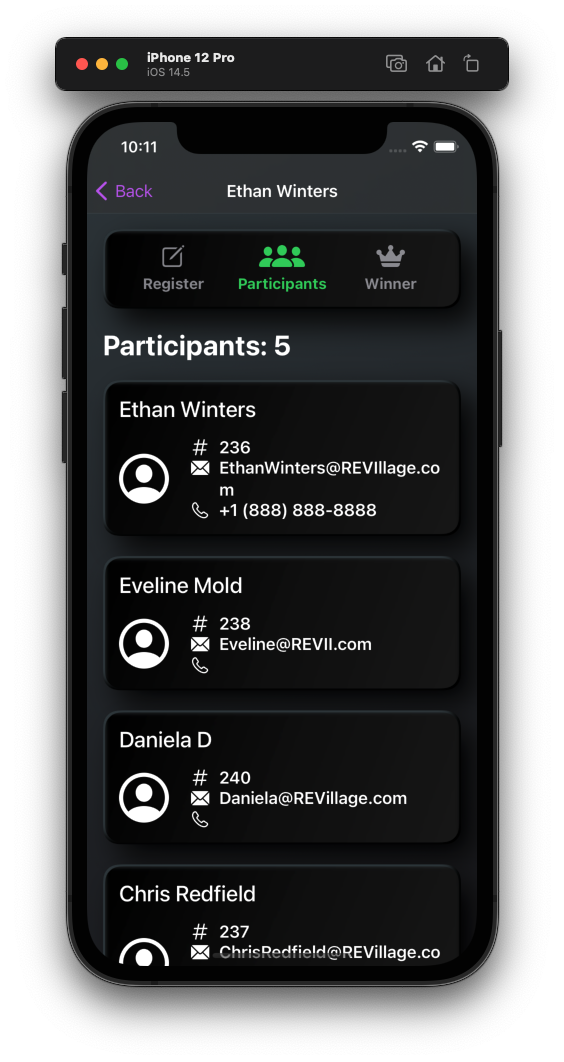 iPhone 12 Pro
iOS 14.5
10:11
Back
Ethan Winters
Register
Participants
Winner
Participants: 5
Ethan Winters
# 236
EthanWinters@REVIllage.co
m
+1 (888) 888-8888
Eveline Mold
# 238
Eveline@REVII.com
Daniela D
# 240
Daniela@REVillage.com
Chris Redfield
# 237
ChrisRedfield@REVillage.co